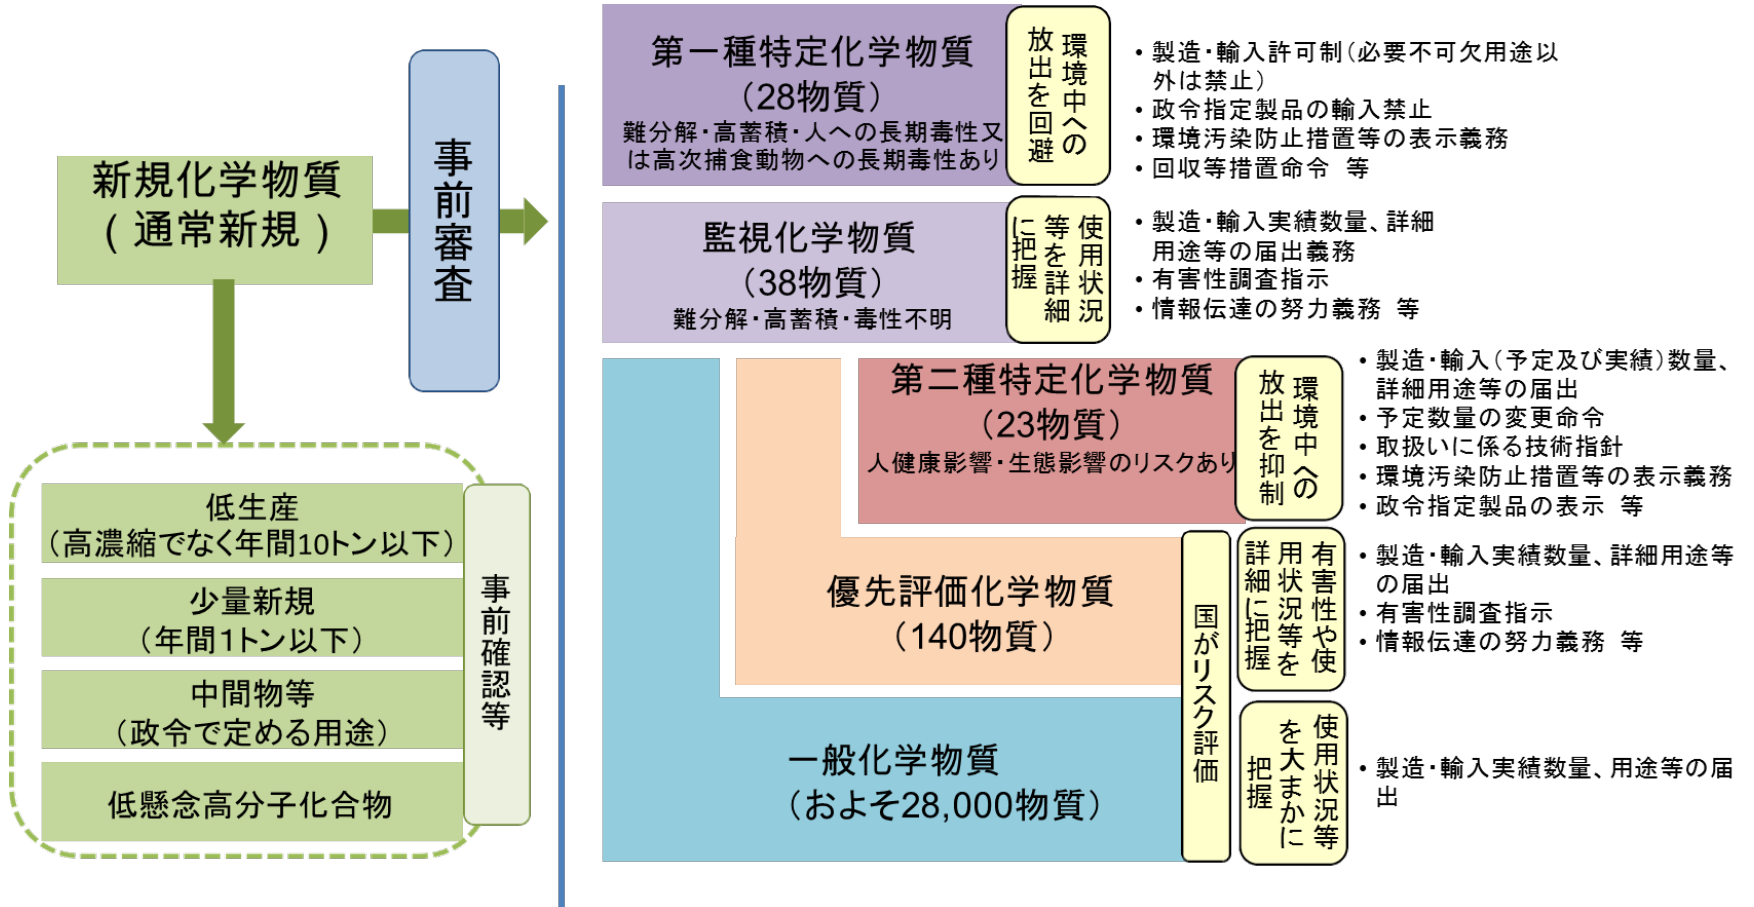 新規化学物質
(通常新規)
事前審査
低生産
(高濃縮でなく年間10トン以下)
少量新規
(年間1トン以下)
中間物等
(政令で定める用途)
低懸念高分子化合物
事前確認等
第一種特定化学物質
(28物質)
難分解・高蓄積・人への長期毒性又
は高次捕食動物への長期毒性あり
環境中への
放出を回避
・製造・輸入許可制(必要不可欠用途以
外は禁止)
・政令指定製品の輸入禁止
・環境汚染防止措置等の表示義務
・回収等措置命令 等
監視化学物質
(38物質)
難分解・高蓄積・毒性不明
使用状況
等を詳細
に把握
・製造・輸入実績数量、詳細
用途等の届出義務
・有害性調査指示
・情報伝達の努力義務 等
第二種特定化学物質
(23物質)
人健康影響・生態影響のリスクあり
環境中への
放出を抑制
・製造・輸入(予定及び実績)数量、
詳細用途等の届出
・予定数量の変更命令
・取扱いに係る技術指針
・環境汚染防止措置等の表示義務
・政令指定製品の表示 等
優先評価化学物質
(140物質)
国がリスク評価
有害性や使
用状況等を
詳細に把握
・製造・輸入実績数量、詳細用途等
の届出
・有害性調査指示
・情報伝達の努力義務 等
一般化学物質
(およそ28,000物質)
使用状況等
を大まかに
把握
・製造・輸入実績数量、用途等の届
出